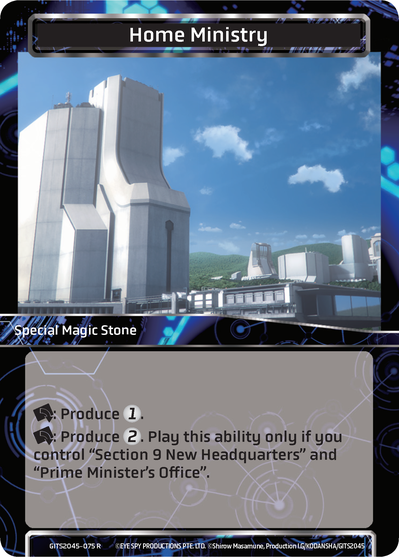 Home Ministry
Special Magic Stone
: Produce 1.
: Produce 2. Play this ability only if you
control “Section 9 New Headquarters” and
“Prime Minister’s Office”.
GITS2045-075 R ©EYE SPY PRODUCTIONS PTE. LTD. ©Shirow Masamune, Production I.G/KODANSHA/GITS2045